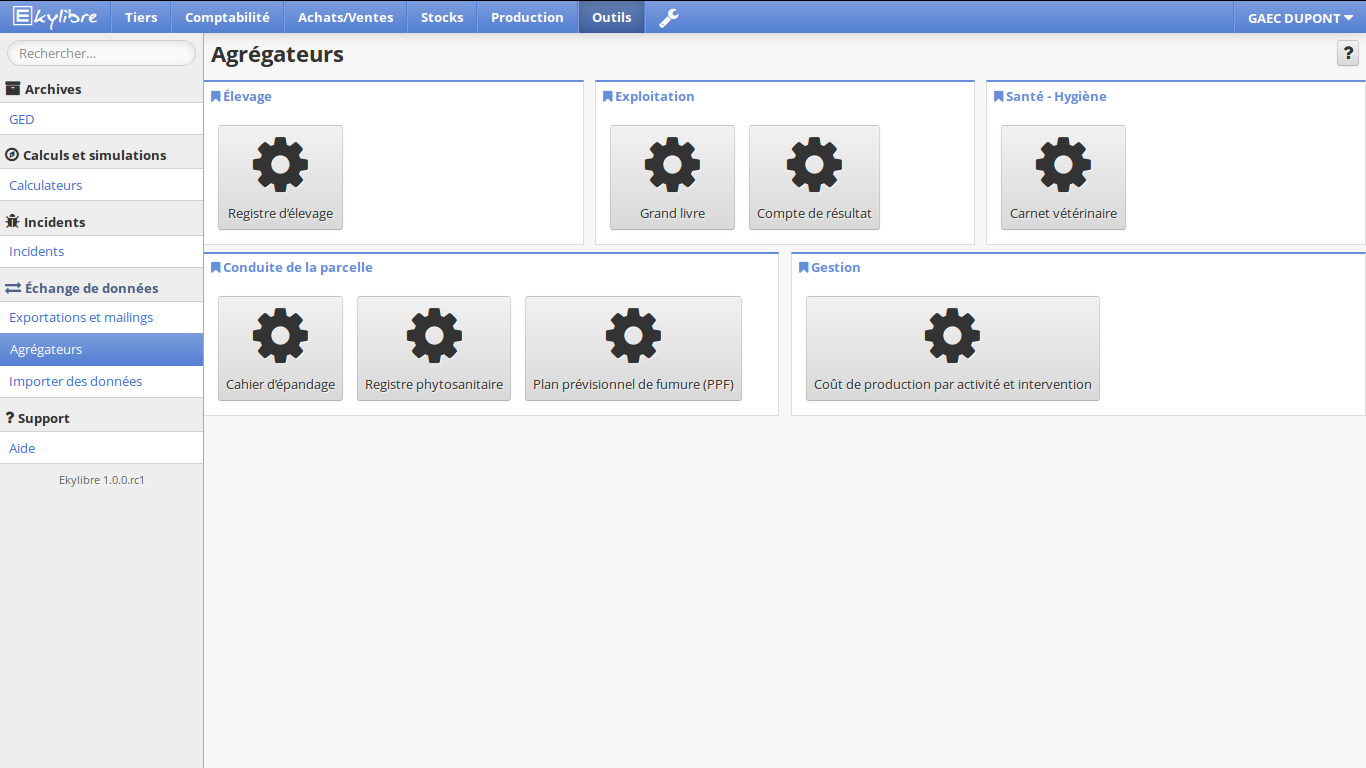 Ekylibre Tiers Comptabilité Achats/Ventes Stocks Production Outils GAEC DUPONT
Rechercher...
Archives
GED
Calculs et simulations
Calculateurs
Incidents
Incidents
Échange de données
Exportations et mailings
Agrégateurs
Importer des données
Support
Aide
Ekylibre 1.0.0.rc1
Agrégateurs
?
Élevage
Registre d'élevage
Exploitation
Grand livre
Compte de résultat
Santé - Hygiène
Carnet vétérinaire
Conduite de la parcelle
Cahier d'épandage
Registre phytosanitaire
Plan prévisionnel de fumure (PPF)
Gestion
Coût de production par activité et intervention